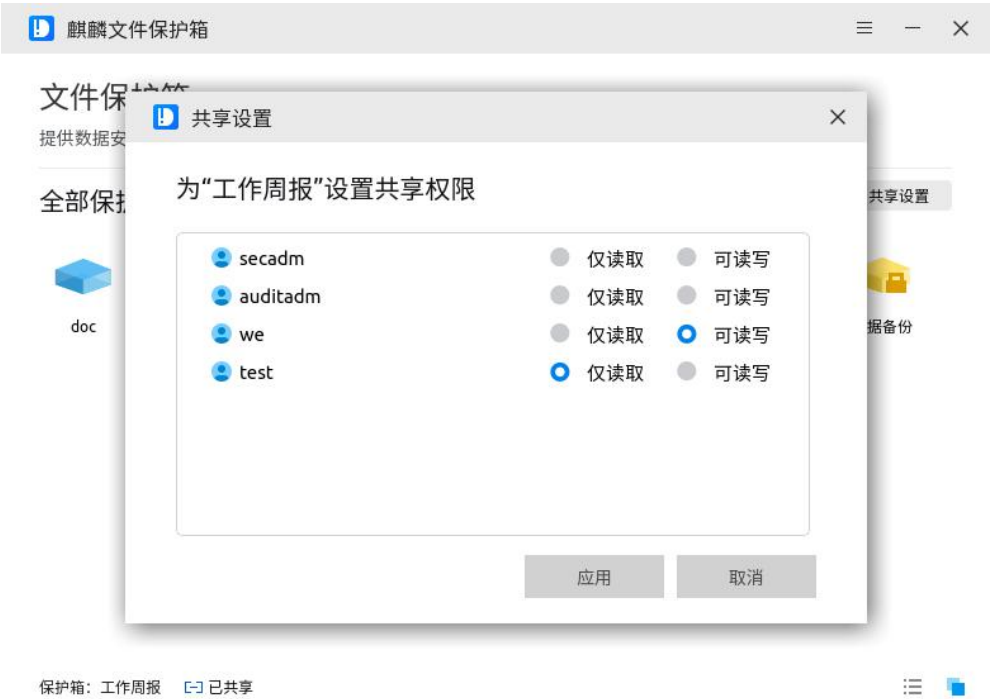 麒麟文件保护箱
文件保
提供数据安
共享设置
全部保
共享设置
为“工作周报”设置共享权限
secadm 仅读取 可读写
auditadm 仅读取 可读写
we 仅读取 可读写
test 仅读取 可读写
doc
据备份
应用 取消
保护箱: 工作周报 已共享